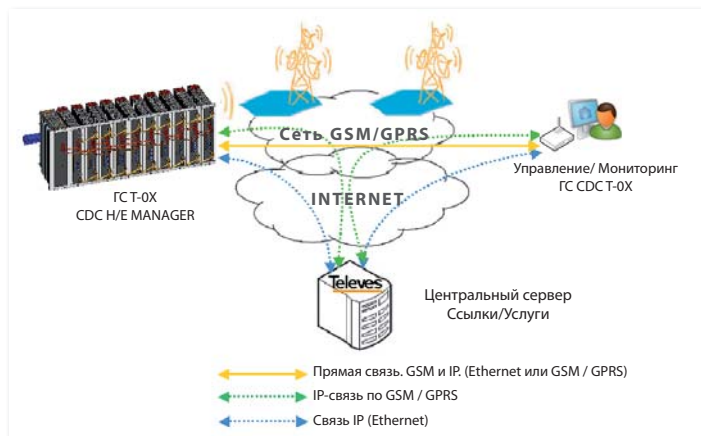 Сеть GSM/GPRS
INTERNET
ГС T-0X
CDC H/E MANAGER
Управление/ Мониторинг
ГС CDC T-0X
Televes
Центральный сервер
Ссылки/Услуги
Прямая связь. GSM и IP. (Ethernet или GSM / GPRS)
IP-связь по GSM / GPRS
Связь IP (Ethernet)